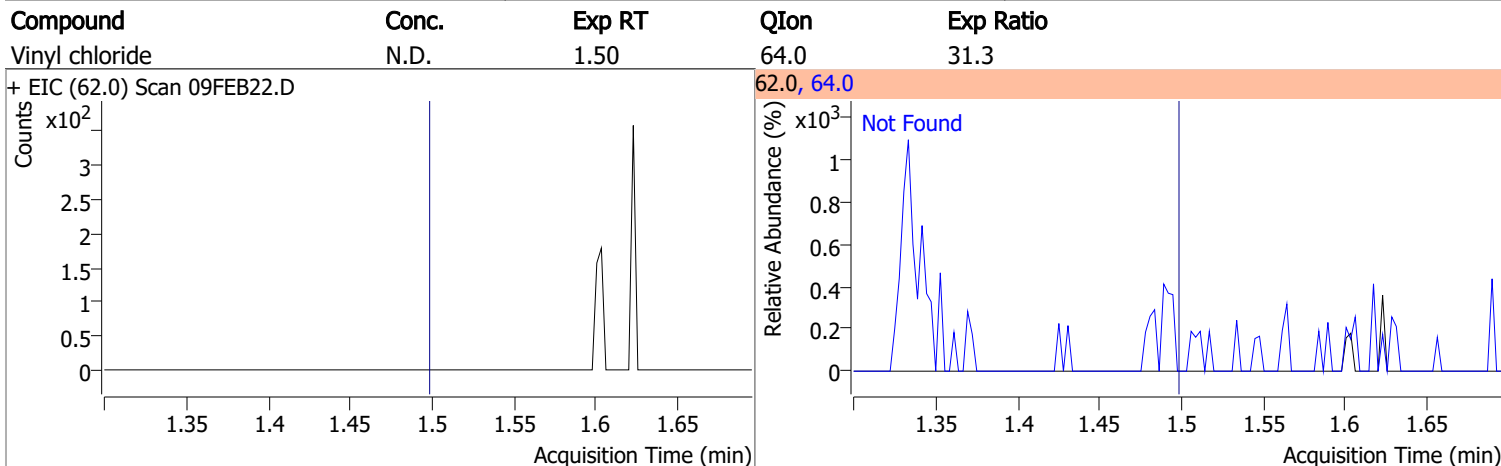 Compound Conc. Exp RT QIon Exp Ratio
Vinyl chloride N.D. 1.50 64.0 31.3
+ EIC (62.0) Scan 09FEB22.D
Counts
x10²
3
2.5
2
1.5
1
0.5
0
1.35 1.4 1.45 1.5 1.55 1.6 1.65
Acquisition Time (min)
62.0, 64.0
Relative Abundance (%)
x10³
Not Found
1
0.8
0.6
0.4
0.2
0
1.35 1.4 1.45 1.5 1.55 1.6 1.65
Acquisition Time (min)